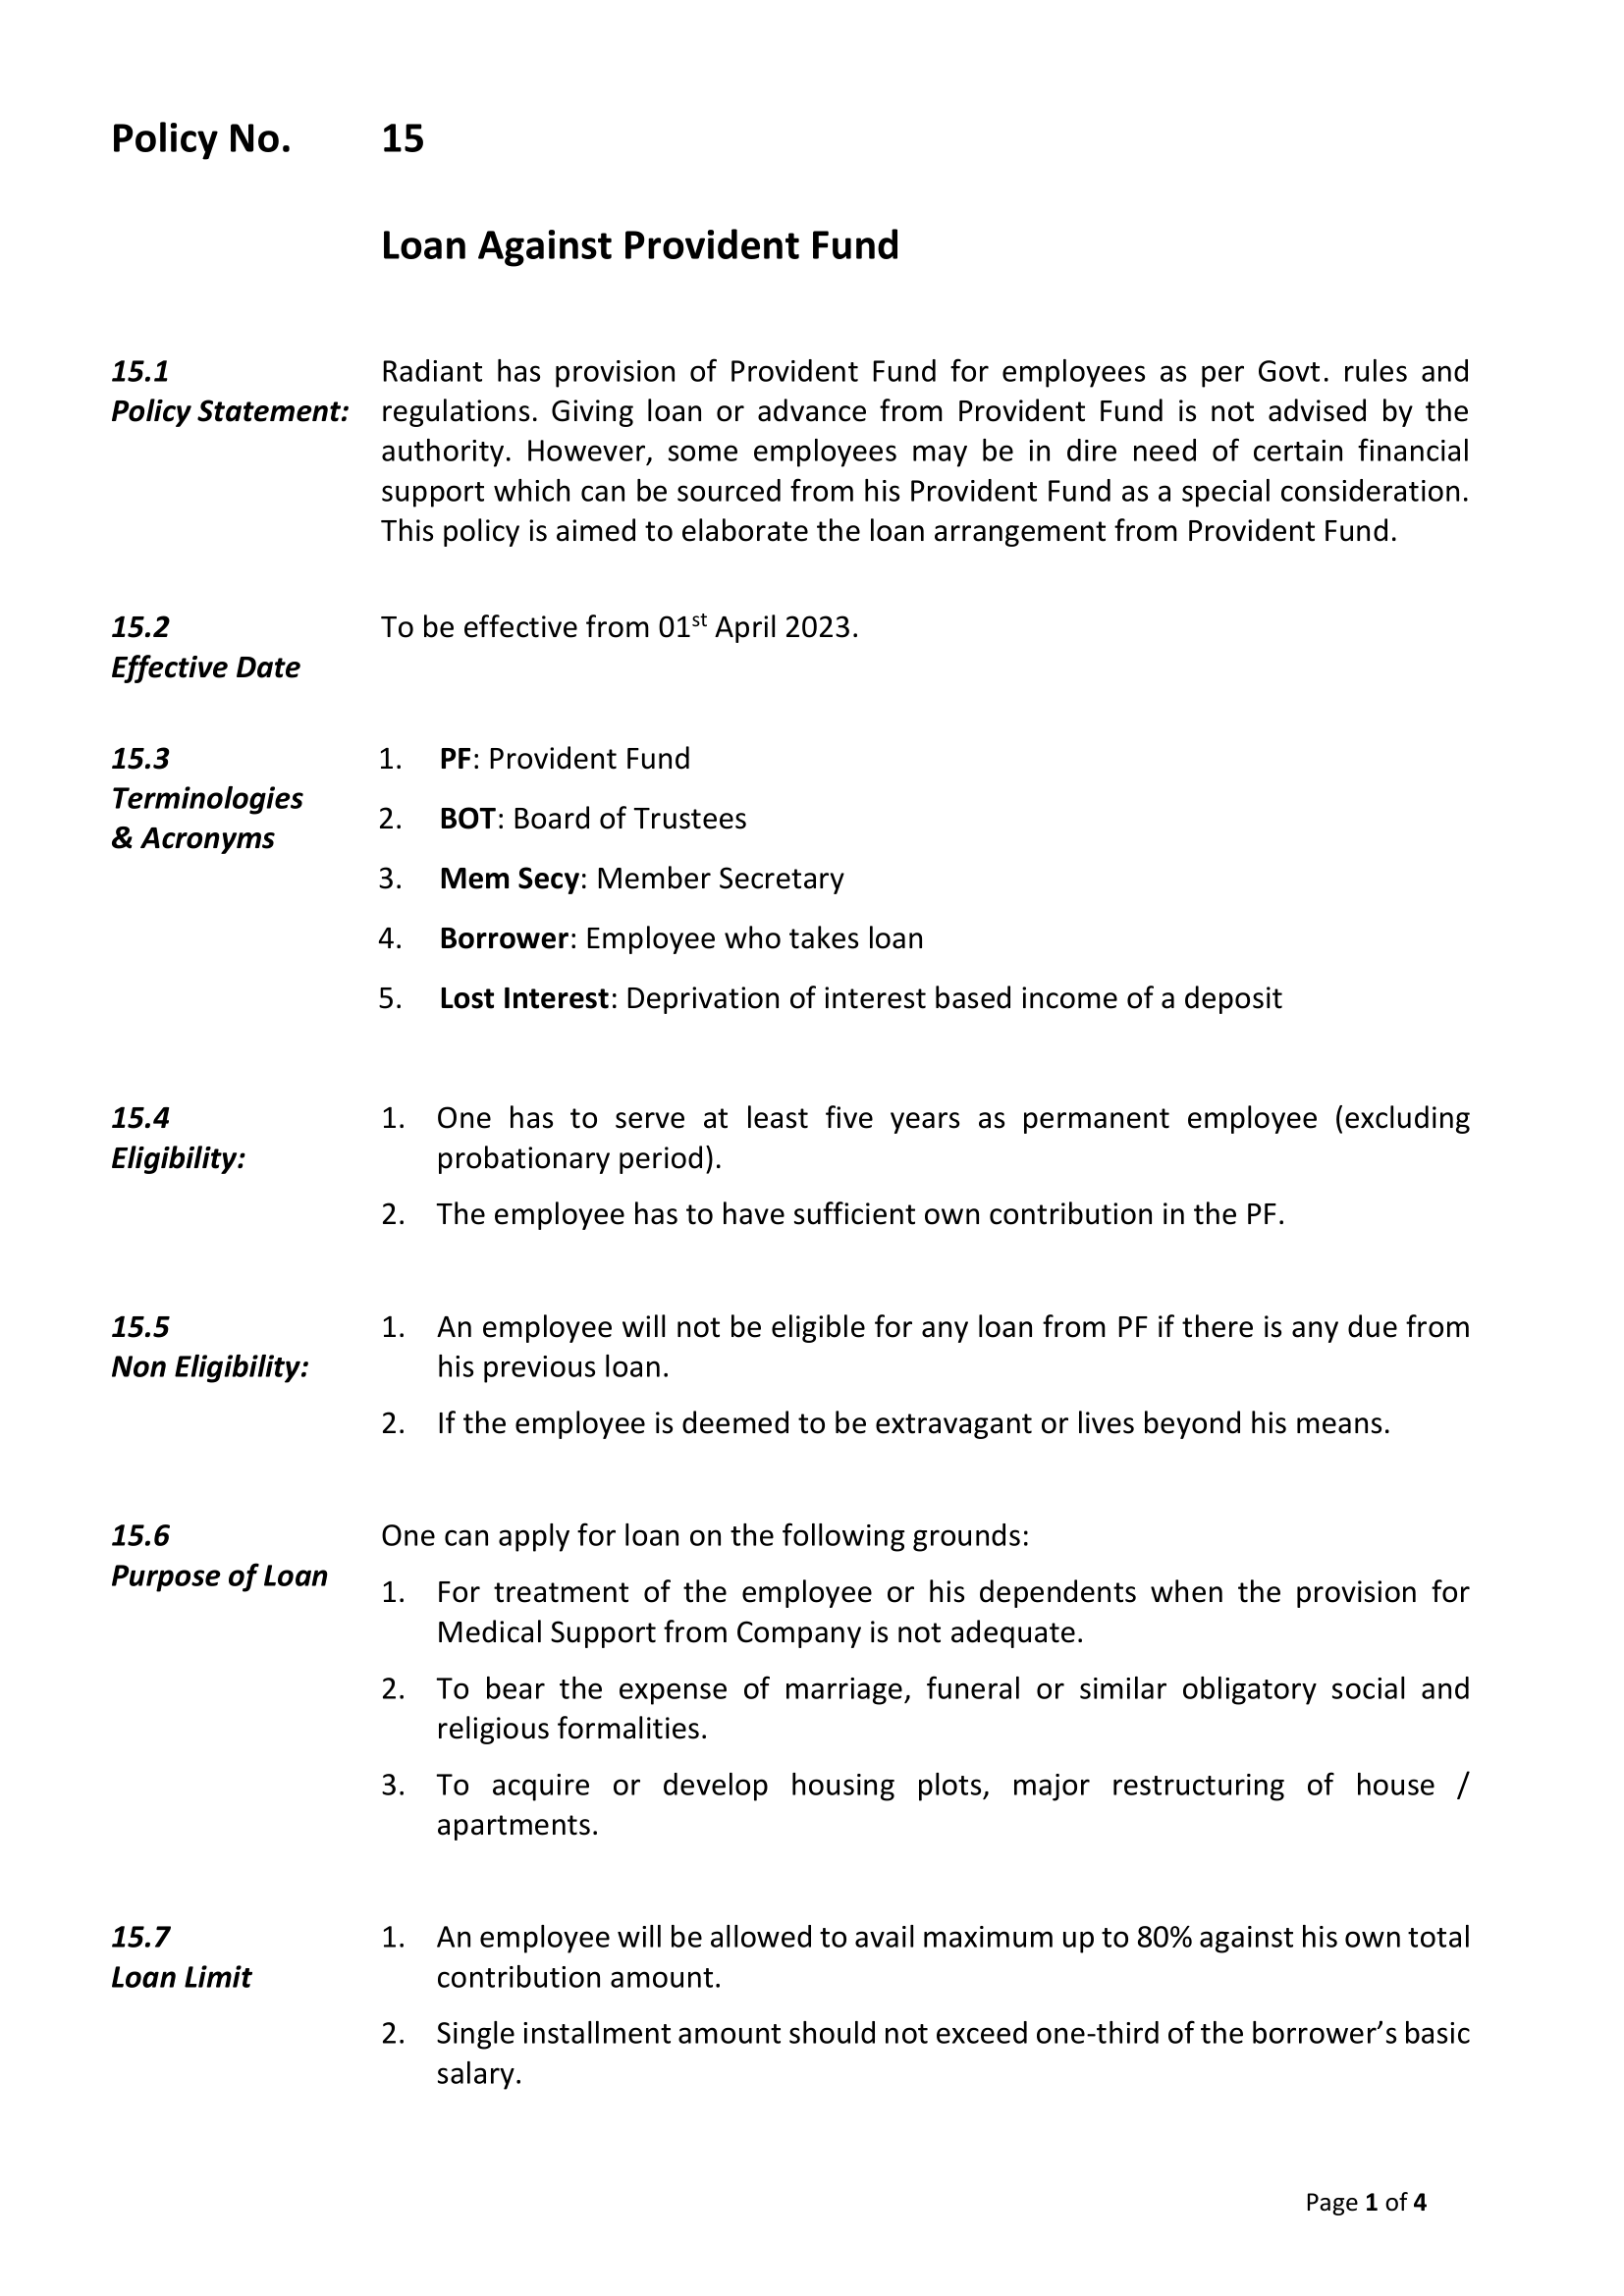 Policy No. 15
Loan Against Provident Fund
15.1
Policy Statement:
Radiant has provision of Provident Fund for employees as per Govt. rules and
regulations. Giving loan or advance from Provident Fund is not advised by the
authority. However, some employees may be in dire need of certain financial
support which can be sourced from his Provident Fund as a special consideration.
This policy is aimed to elaborate the loan arrangement from Provident Fund.
15.2
Effective Date
To be effective from 01st April 2023.
15.3
Terminologies
& Acronyms
1. PF: Provident Fund
2. BOT: Board of Trustees
3. Mem Secy: Member Secretary
4. Borrower: Employee who takes loan
5. Lost Interest: Deprivation of interest based income of a deposit
15.4
Eligibility:
1. One has to serve at least five years as permanent employee (excluding
probationary period).
2. The employee has to have sufficient own contribution in the PF.
15.5
Non Eligibility:
1. An employee will not be eligible for any loan from PF if there is any due from
his previous loan.
2. If the employee is deemed to be extravagant or lives beyond his means.
15.6
Purpose of Loan
One can apply for loan on the following grounds:
1. For treatment of the employee or his dependents when the provision for
Medical Support from Company is not adequate.
2. To bear the expense of marriage, funeral or similar obligatory social and
religious formalities.
3. To acquire or develop housing plots, major restructuring of house /
apartments.
15.7
Loan Limit
1. An employee will be allowed to avail maximum up to 80% against his own total
contribution amount.
2. Single installment amount should not exceed one-third of the borrower’s basic
salary.
Page 1 of 4